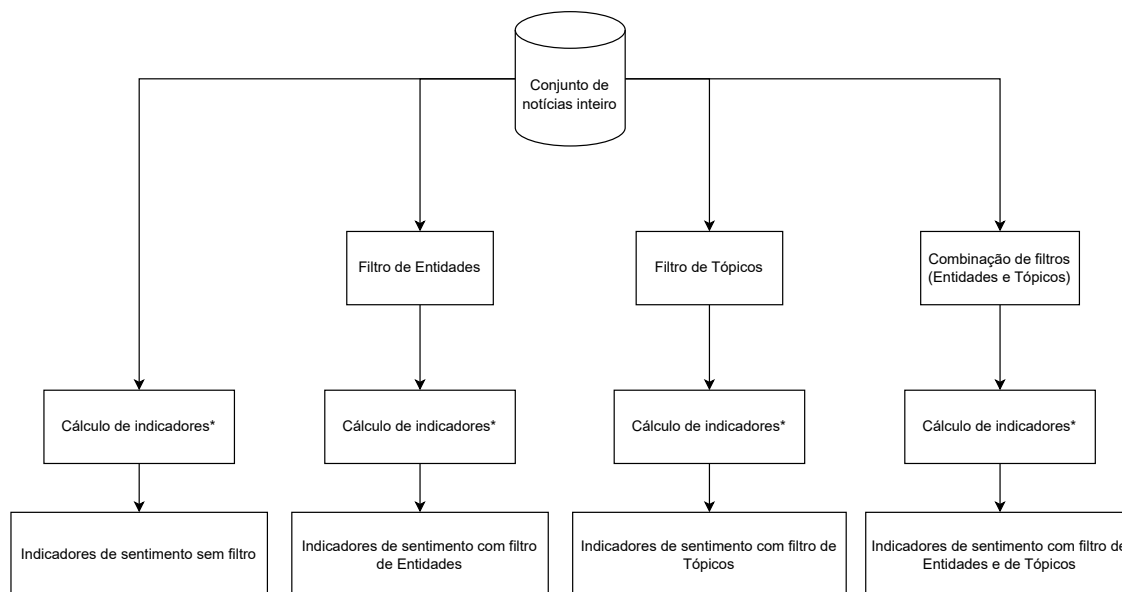 Conjunto de
notícias inteiro
Filtro de Entidades
Filtro de Tópicos
Combinação de filtros
(Entidades e Tópicos)
Cálculo de indicadores*
Cálculo de indicadores*
Cálculo de indicadores*
Cálculo de indicadores*
Indicadores de sentimento sem filtro
Indicadores de sentimento com filtro
de Entidades
Indicadores de sentimento com filtro de
Tópicos
Indicadores de sentimento com filtro de
Entidades e de Tópicos